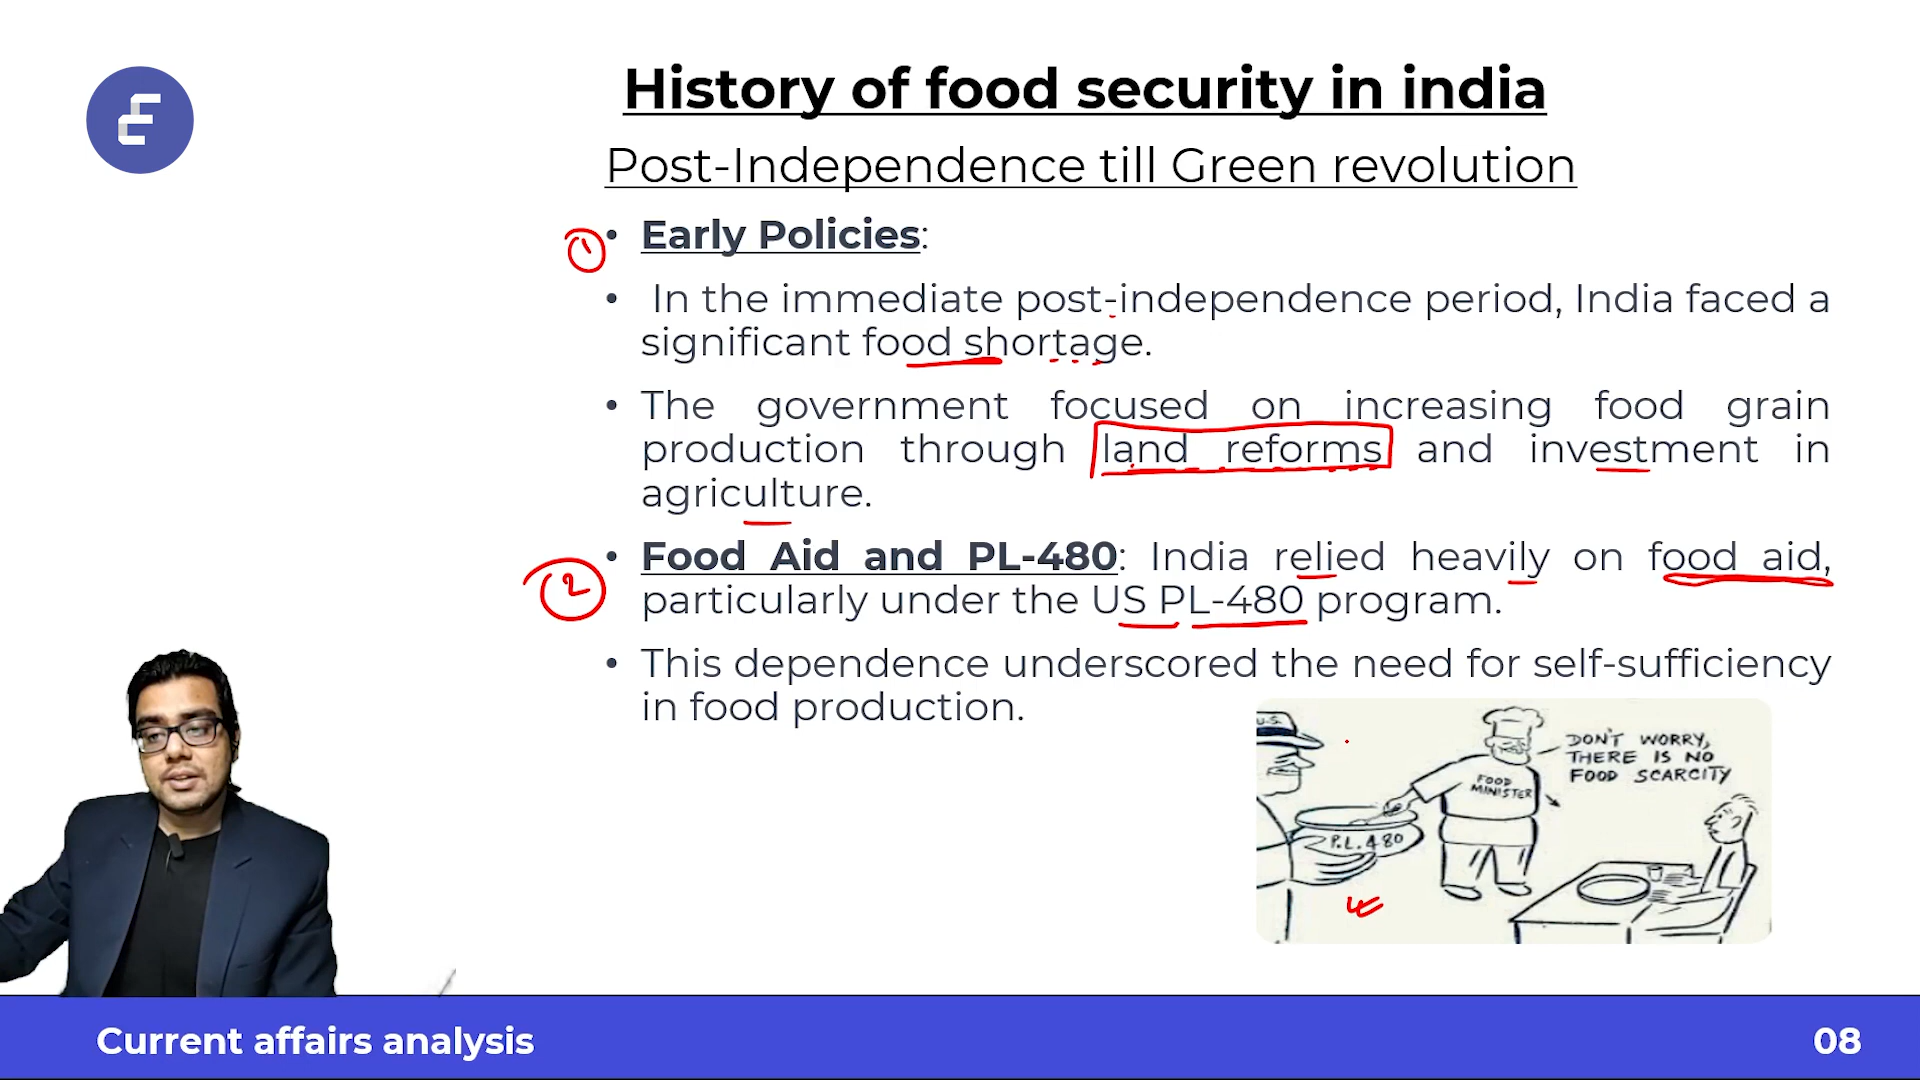 History of food security in india
Post-Independence till Green revolution
• Early Policies:
• In the immediate post-independence period, India faced a
significant food shortage.
• The government focused on increasing food grain
production through land reforms and investment in
agriculture.
• Food Aid and PL-480: India relied heavily on food aid,
particularly under the US PL-480 program.
• This dependence underscored the need for self-sufficiency
in food production.
1
2
U.S.
DON'T WORRY,
THERE IS NO
FOOD SCARCITY
FOOD
MINISTER
P.L. 480
Current affairs analysis
08